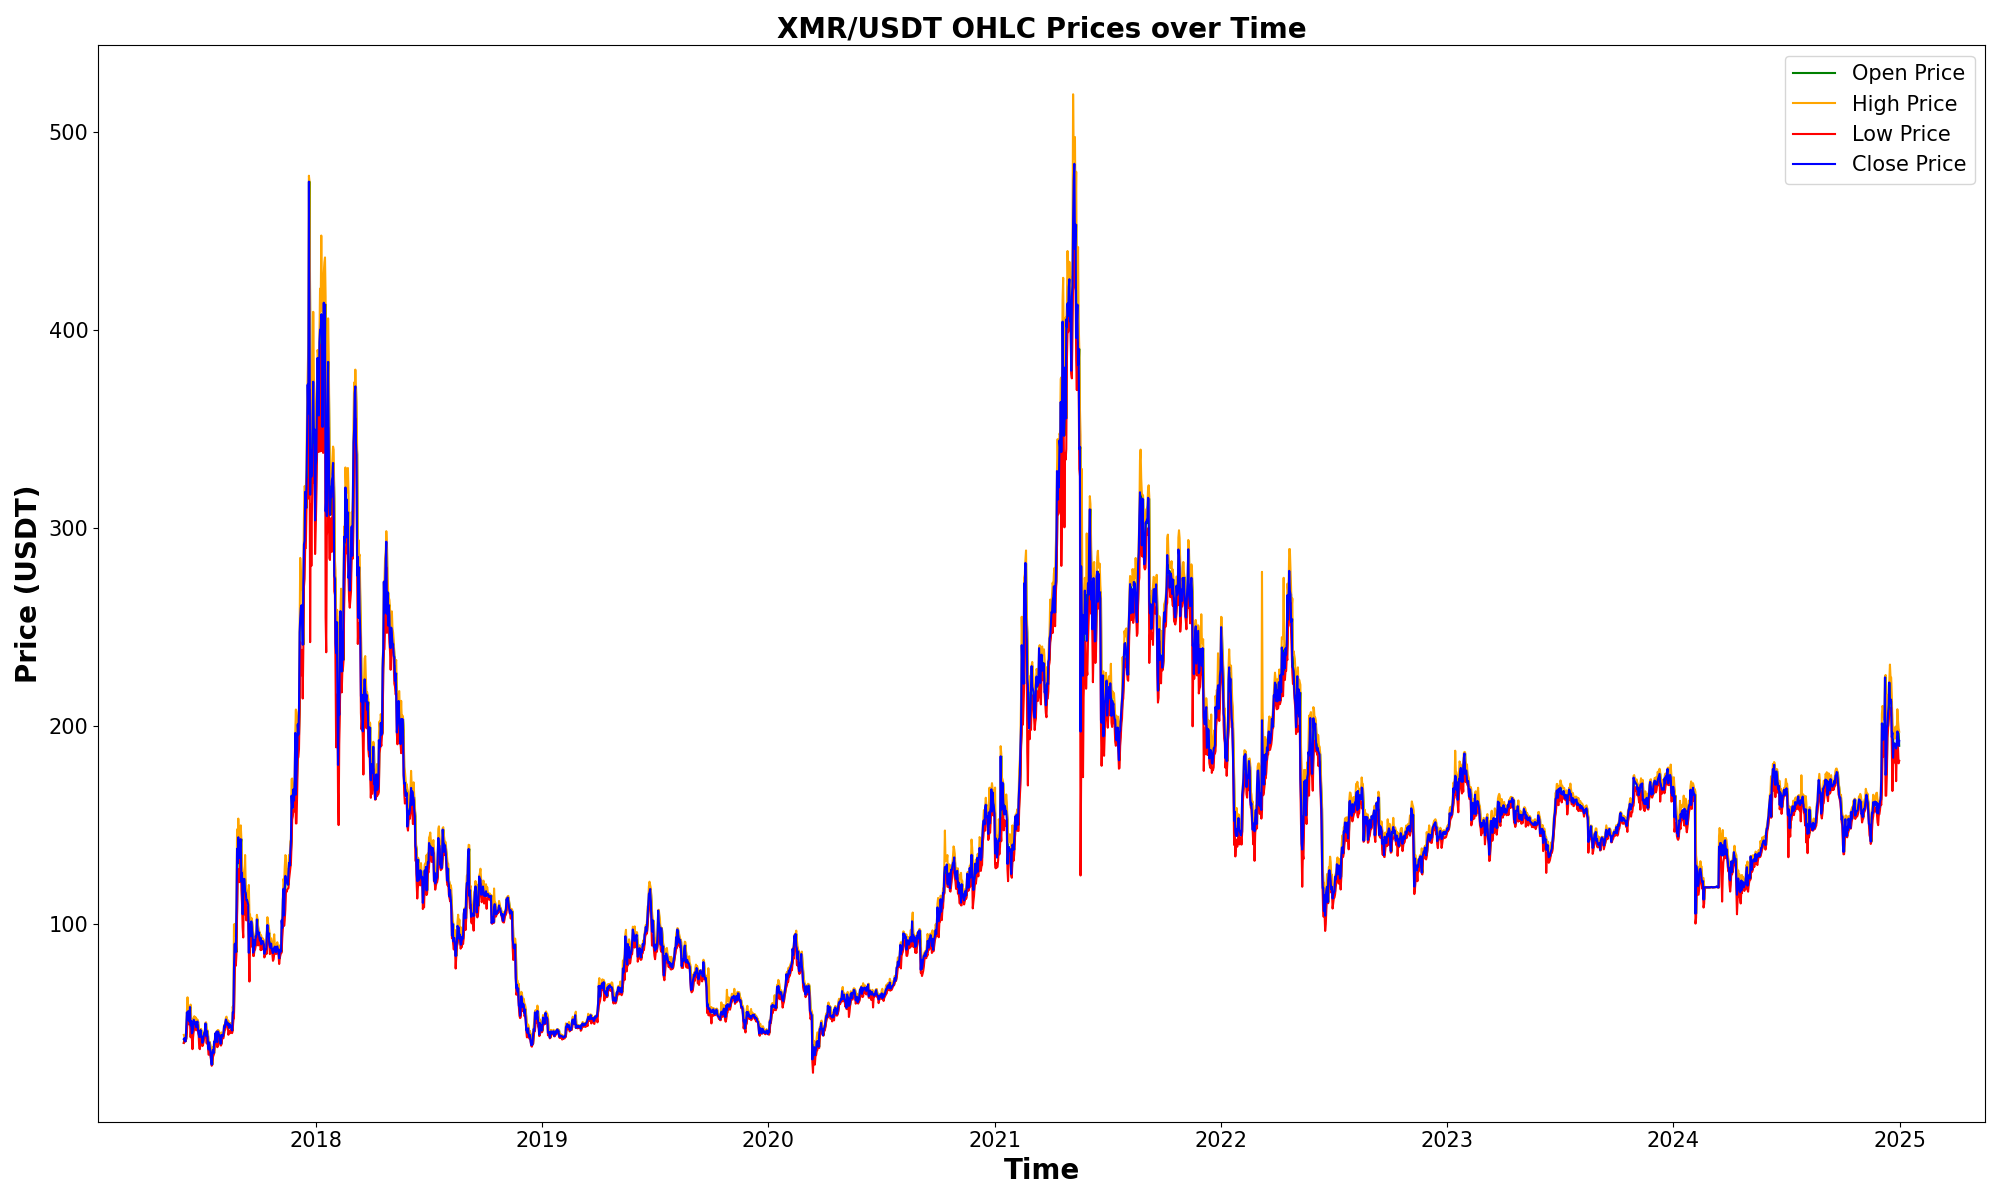 XMR/USDT OHLC Prices over Time
Open Price
High Price
Low Price
Close Price
Price (USDT)
500
400
300
200
100
2018
2019
2020
2021
2022
2023
2024
2025
Time